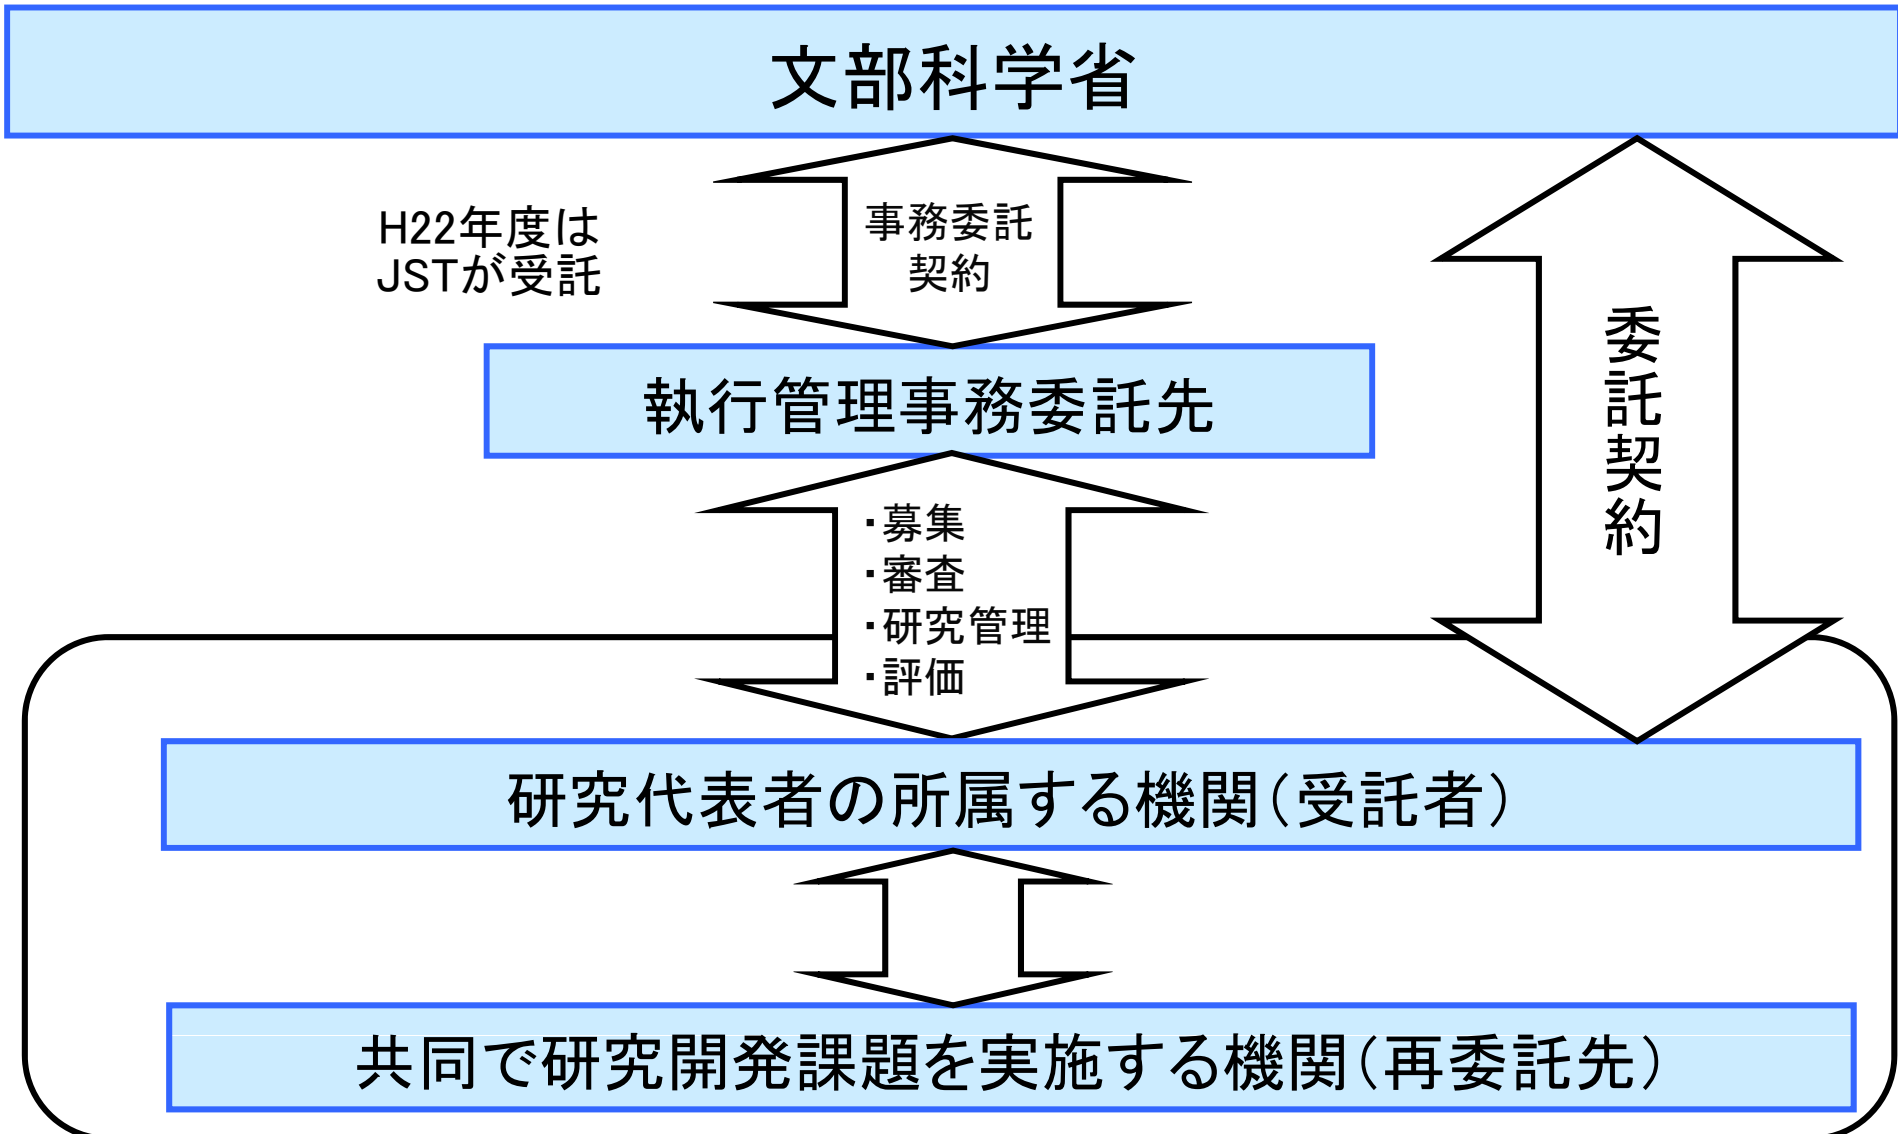 文部科学省
H22年度は
JSTが受託
事務委託
契約
委託契約
執行管理事務委託先
・募集
・審査
・研究管理
・評価
研究代表者の所属する機関（受託者）
共同で研究開発課題を実施する機関（再委託先）